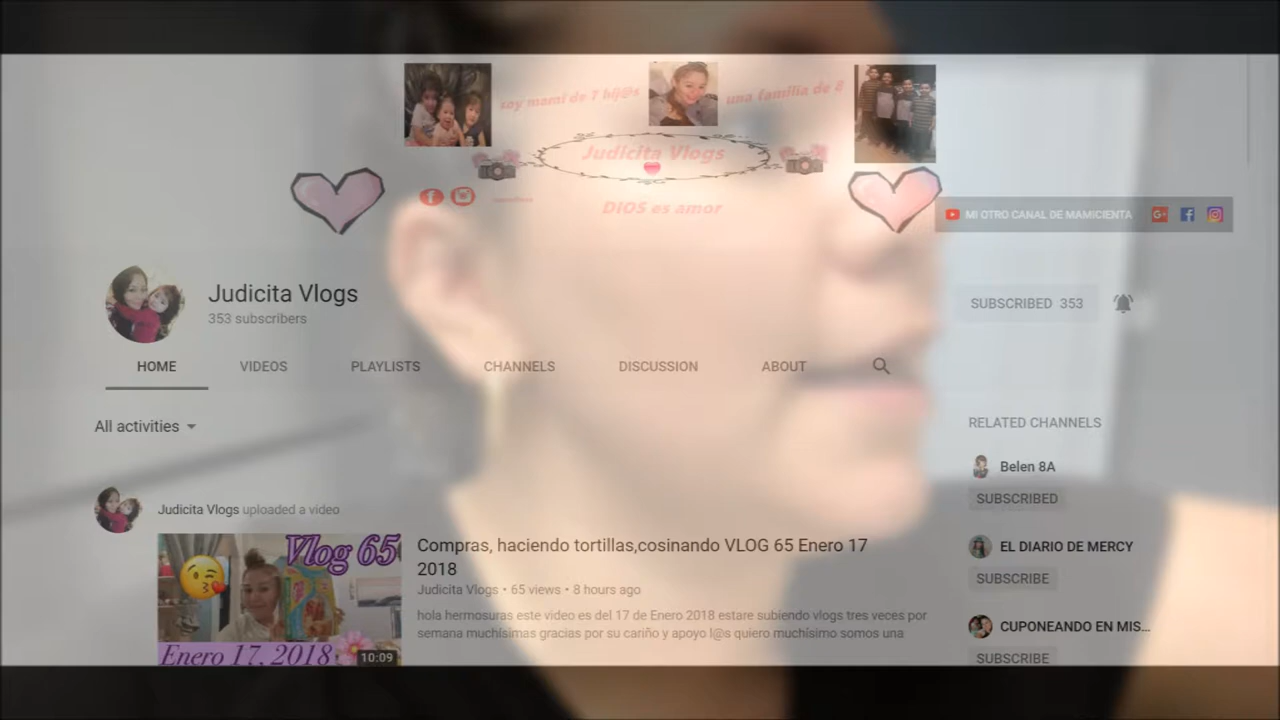 soy mami de 7 hij@s
una familia de 8
Judicita Vlogs
DIOS es amor
MI OTRO CANAL DE MAMICIENTA
Judicita Vlogs
353 subscribers
SUBSCRIBED 353
HOME VIDEOS PLAYLISTS CHANNELS DISCUSSION ABOUT
All activities
RELATED CHANNELS
Belen 8A
SUBSCRIBED
Judicita Vlogs uploaded a video
Vlog 65
Enero 17, 2018
10:09
Compras, haciendo tortillas,cosinando VLOG 65 Enero 17
2018
Judicita Vlogs • 65 views • 8 hours ago
hola hermosuras este video es del 17 de Enero 2018 estare subiendo vlogs tres veces por
semana muchísimas gracias por su cariño y apoyo l@s quiero muchísimo somos una
EL DIARO DE MERCY
SUBSCRIBE
CUPONEANDO EN MIS...
SUBSCRIBE